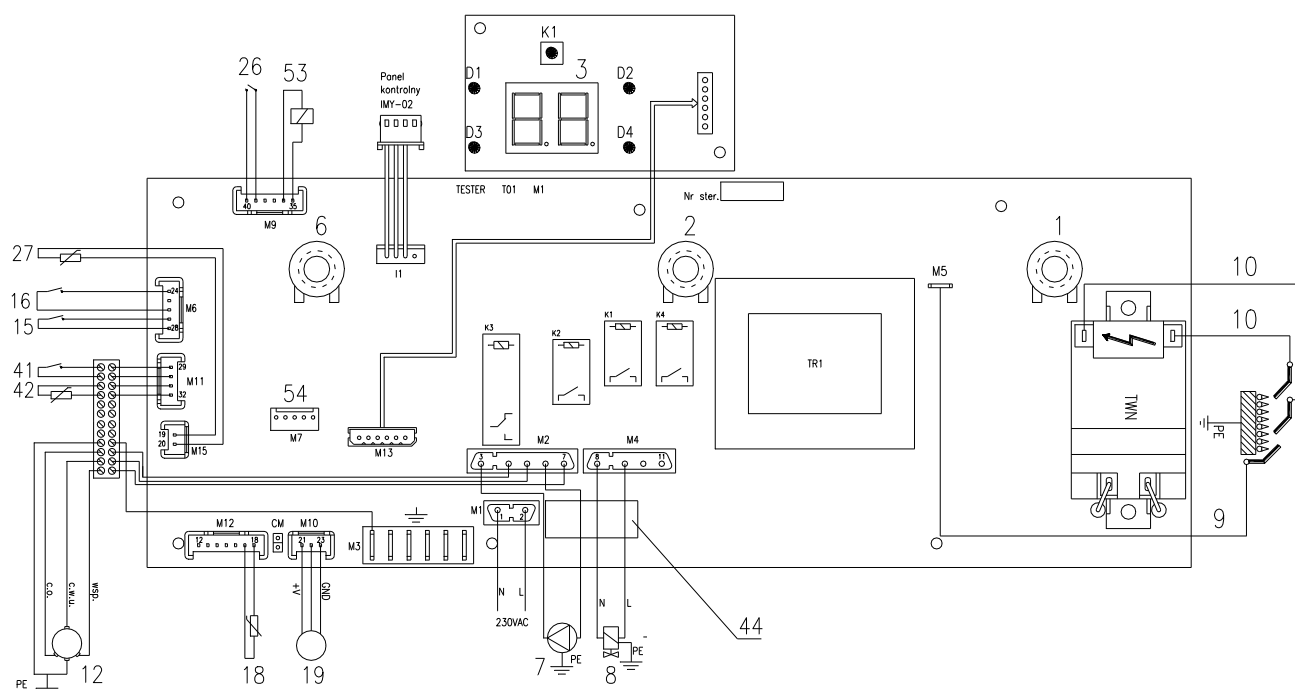 K1
26
53
3
Panel
kontrolny
IMY-02
D1
D2
D3
D4
TESTER T01 M1
Nr ster.
40
35
M9
6
2
1
27
I1
M5
10
24
16
M6
15
28
10
K3
K2
K1
K4
TR1
TWN
41
29
42
M11
32
54
M7
M13
19
20
M15
M2
M4
3
7
8
11
PE
9
M12
CM
M10
12
18
21
23
M1
1
2
M3
c.o.
c.w.u.
wsp.
+V
GND
N
L
230VAC
N
L
44
12
PE
18
19
7
PE
8
PE
-